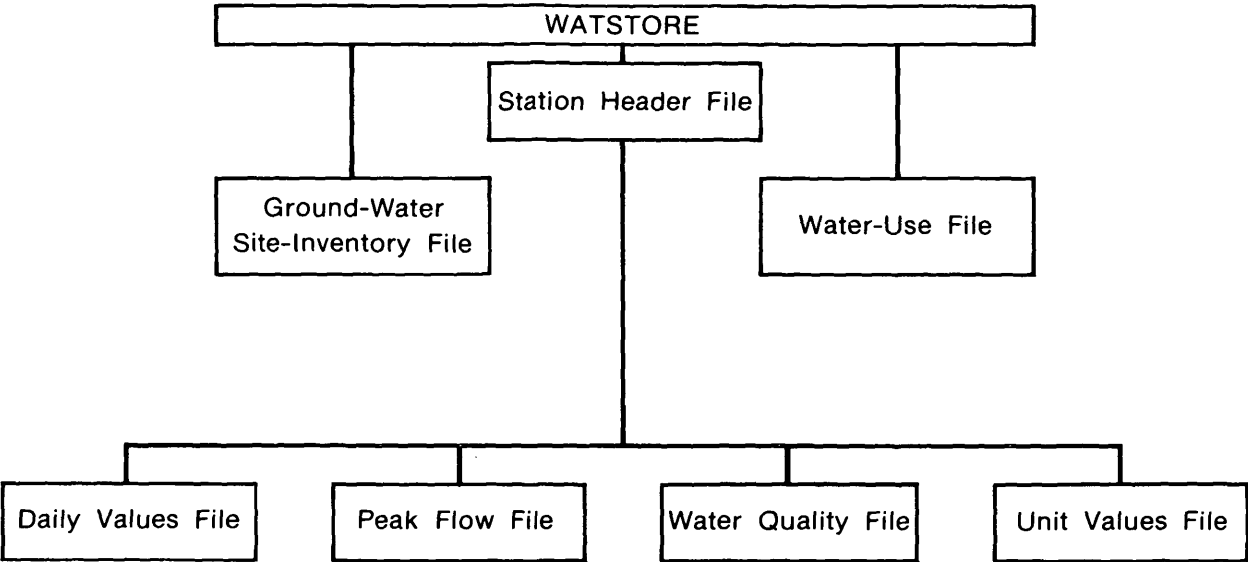 WATSTORE
Station Header File
Ground-Water
Site-Inventory File
Water-Use File
Daily Values File
Peak Flow File
Water Quality File
Unit Values File